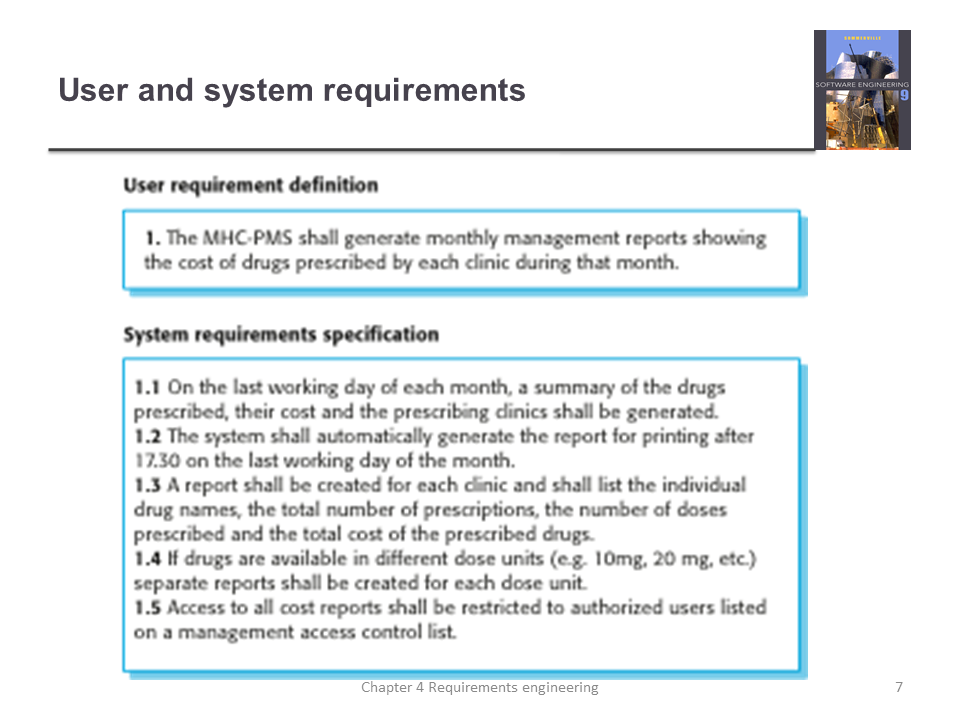 User and system requirements
SOMMERVILLE
SOFTWARE ENGINEERING
9
User requirement definition
1. The MHC-PMS shall generate monthly management reports showing
the cost of drugs prescribed by each clinic during that month.
System requirements specification
1.1 On the last working day of each month, a summary of the drugs
prescribed, their cost and the prescribing clinics shall be generated.
1.2 The system shall automatically generate the report for printing after
17.30 on the last working day of the month.
1.3 A report shall be created for each clinic and shall list the individual
drug names, the total number of prescriptions, the number of doses
prescribed and the total cost of the prescribed drugs.
1.4 If drugs are available in different dose units (e.g. 10mg, 20 mg, etc.)
separate reports shall be created for each dose unit.
1.5 Access to all cost reports shall be restricted to authorized users listed
on a management access control list.
Chapter 4 Requirements engineering
7